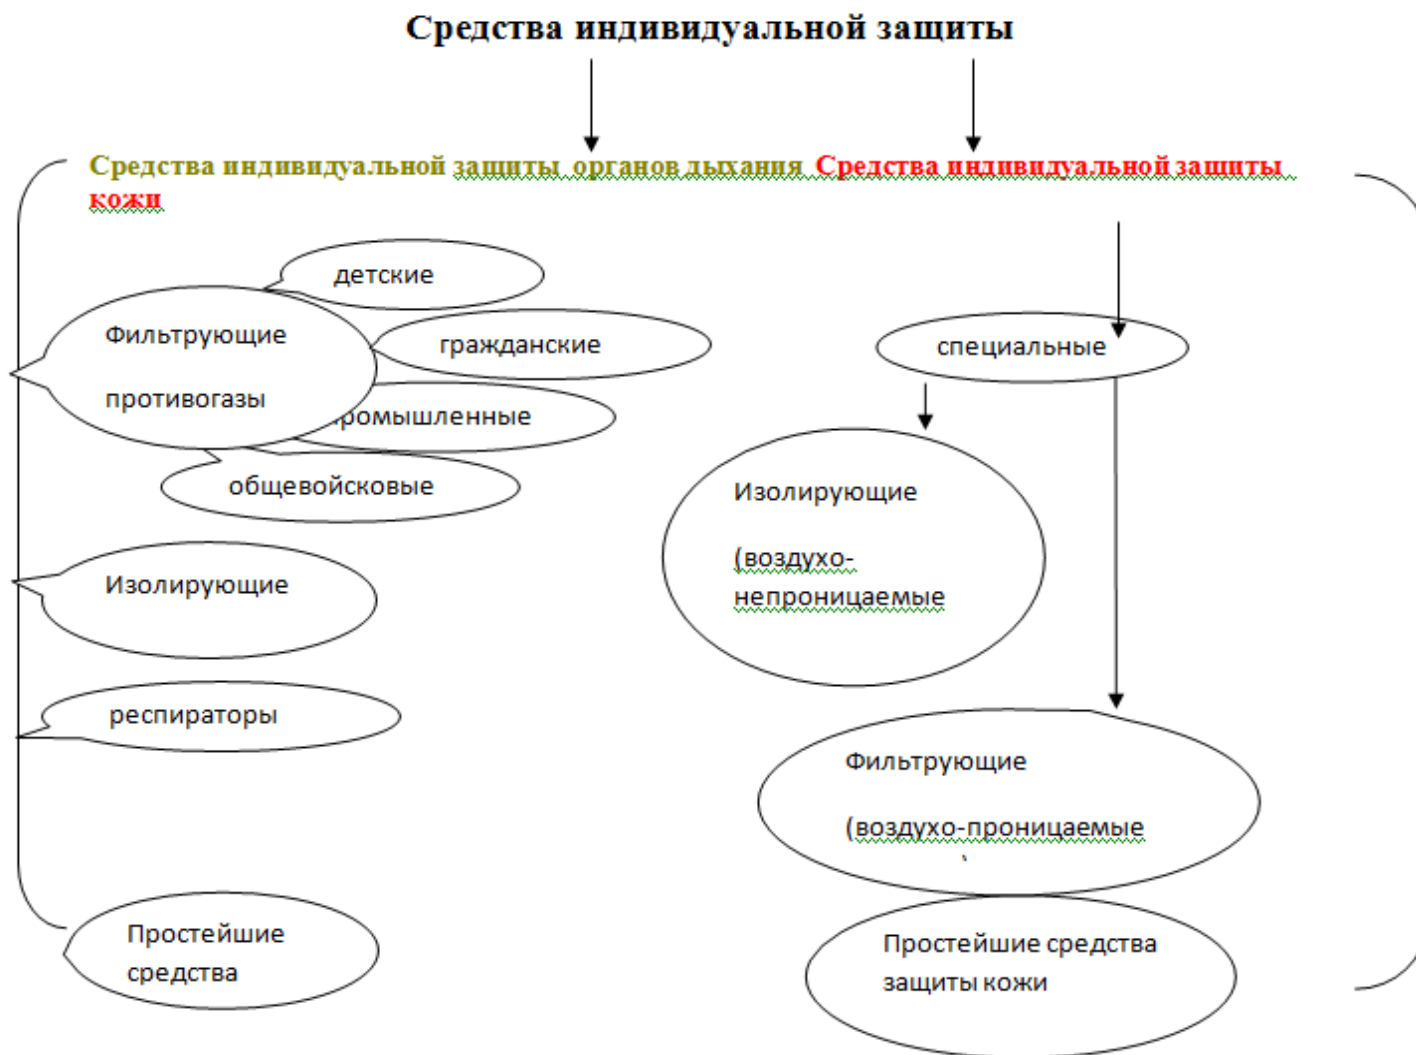 Средства индивидуальной защиты
Средства индивидуальной защиты органов дыхания Средства индивидуальной защиты
кожи
детские
Фильтрующие
противогазы
гражданские
ромышленные
общевойсковые
Изолирующие
респираторы
Простейшие
средства
специальные
Изолирующие
(воздухо-
непроницаемые
Фильтрующие
(воздухо-проницаемые
Простейшие средства
защиты кожи